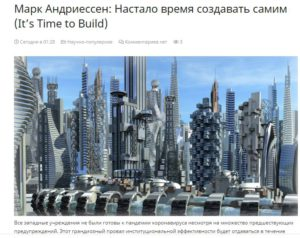 Марк Андриессен: Настало время создавать самим
(It's Time to Build)
Сегодня в 01:20 Научно-популярное Комментариев нет 3
Все западные учреждения не были готовы к пандемии коронавируса несмотря на множество предшествующих
предупреждений. Этот грандиозный провал институциональной эффективности будет отдаваться в течение